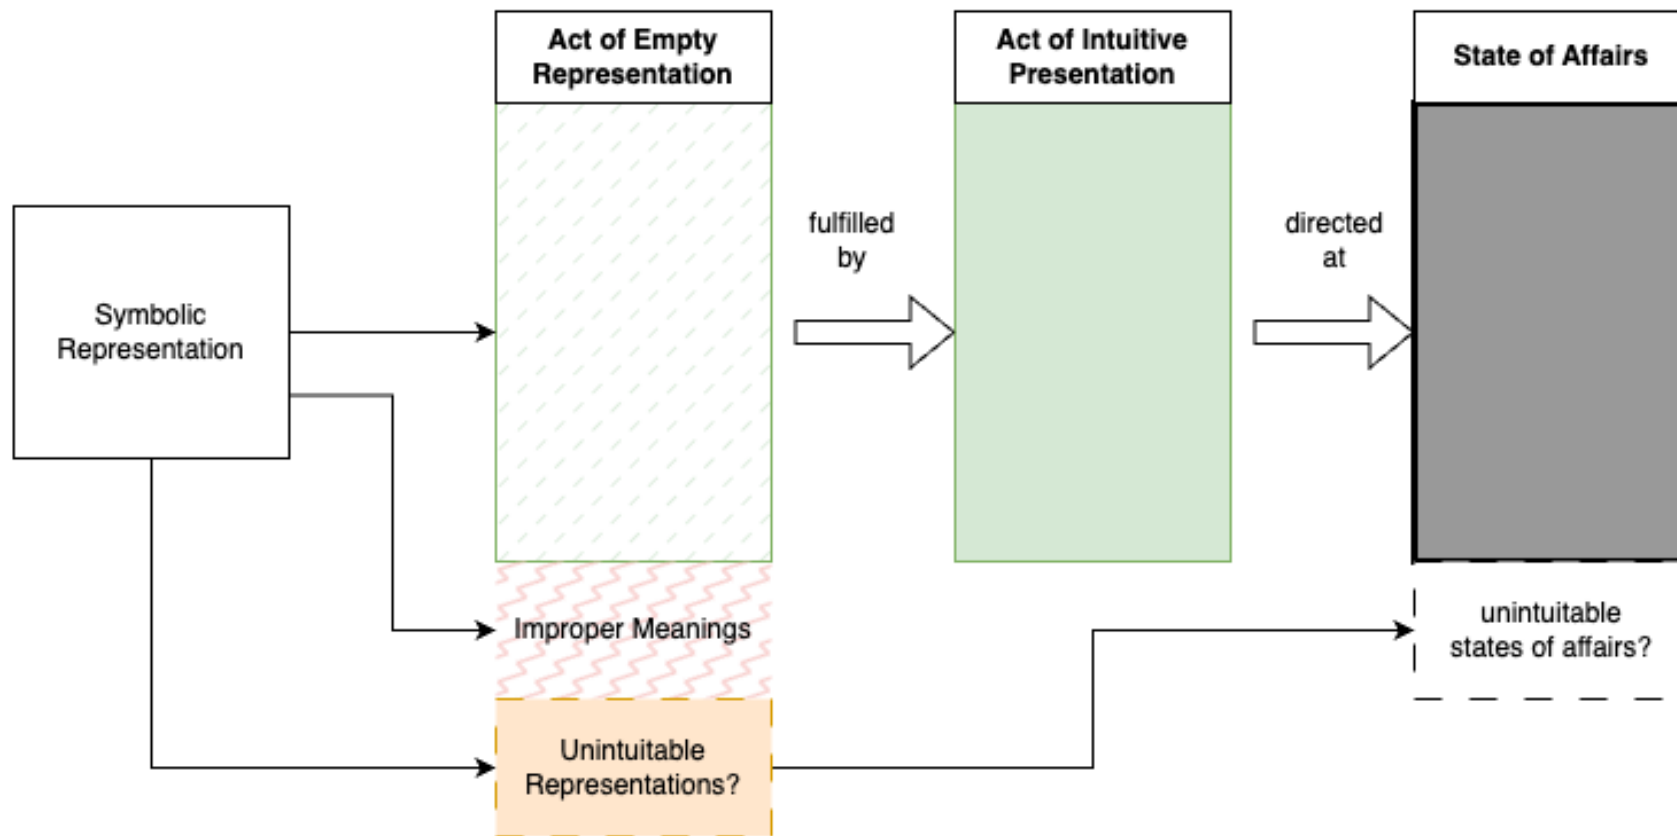 Act of Empty
Representation
Act of Intuitive
Presentation
State of Affairs
fulfilled
by
directed
at
Symbolic
Representation
Improper Meanings
unintuitable
states of affairs?
Unintuitable
Representations?